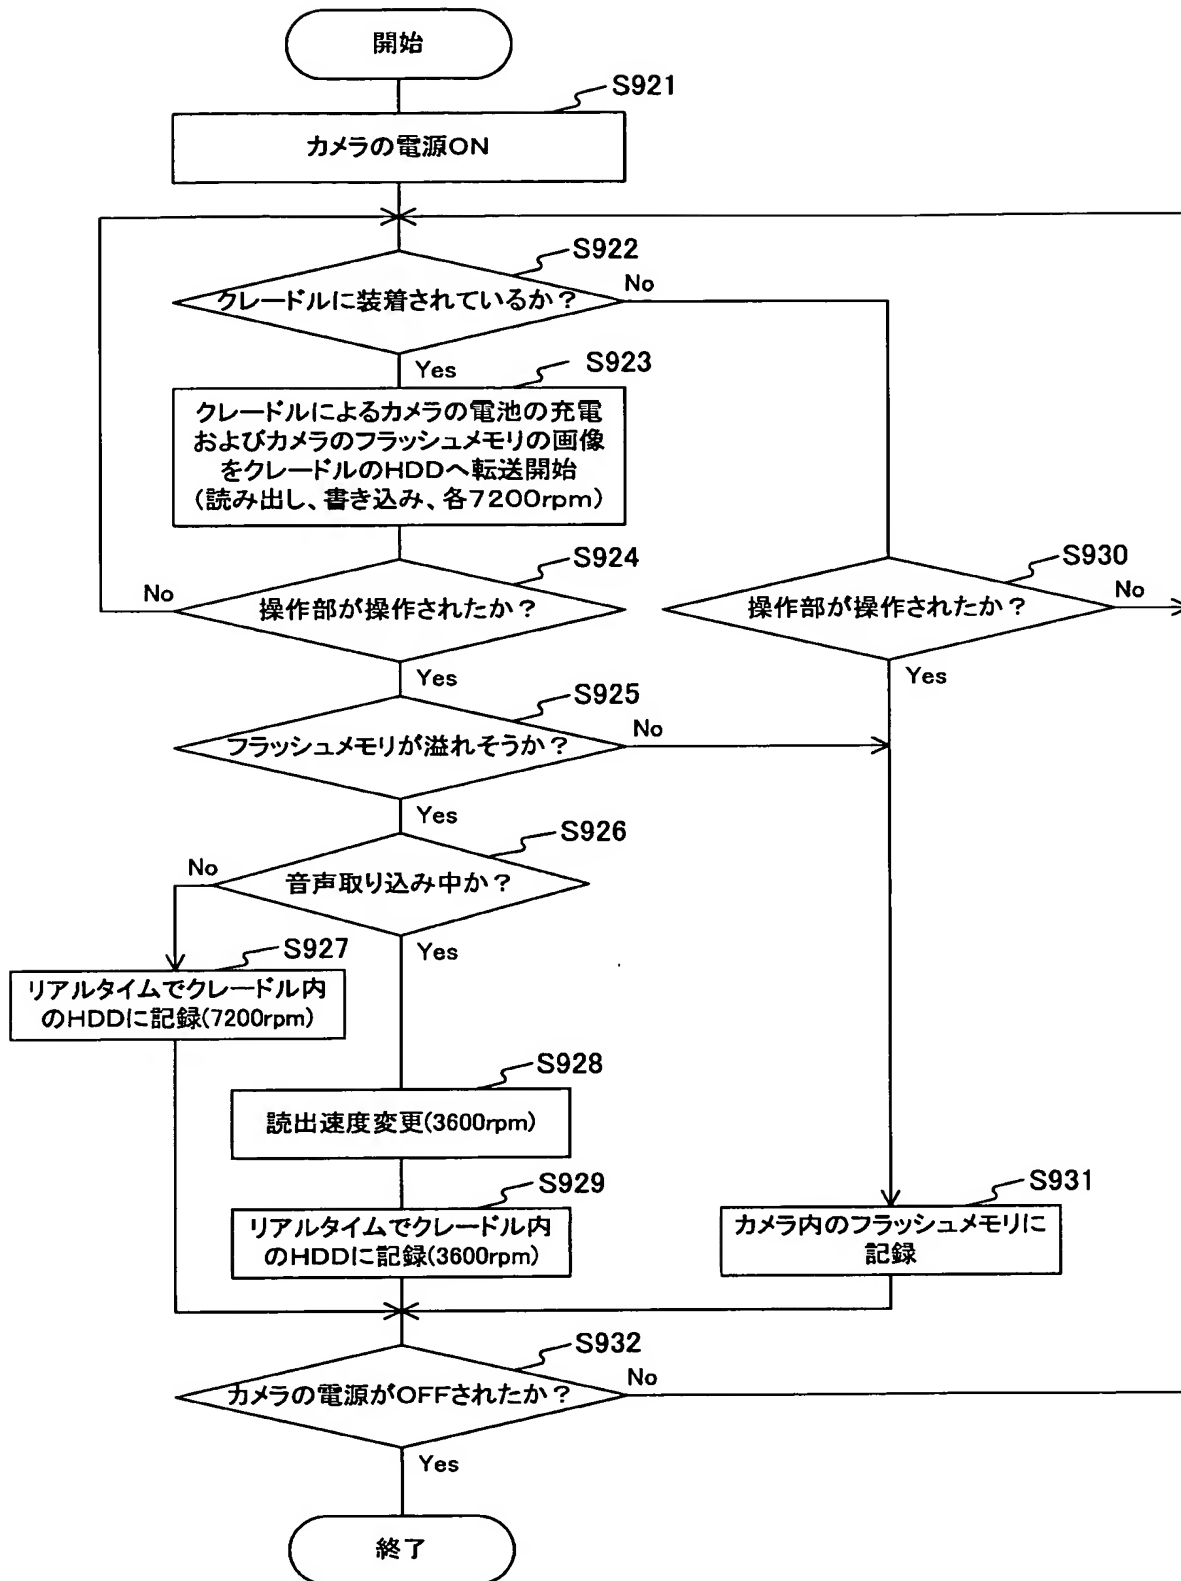 開始
S921
カメラの電源ON
S922
クレードルに装着されているか？
No
Yes
S923
クレードルによるカメラの電池の充電
およびカメラのフラッシュメモリの画像
をクレードルのHDDへ転送開始
(読み出し、書き込み、各7200rpm)
S924
No
操作部が操作されたか？
Yes
S930
操作部が操作されたか？
No
Yes
S925
フラッシュメモリが溢れそうか？
No
Yes
S926
No
音声取り込み中か？
Yes
S927
リアルタイムでクレードル内
のHDDに記録(7200rpm)
S928
読出速度変更(3600rpm)
S929
リアルタイムでクレードル内
のHDDに記録(3600rpm)
S931
カメラ内のフラッシュメモリに
記録
S932
カメラの電源がOFFされたか？
No
Yes
終了